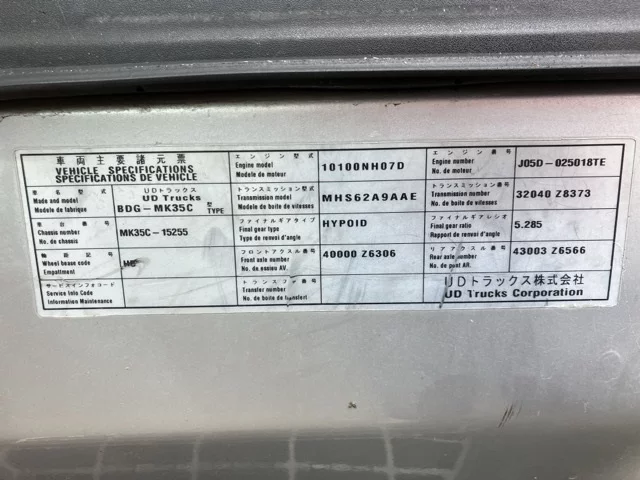 車両主要諸元票
VEHICLE SPECIFICATIONS
SPECIFICATIONS DE VEHICLE
エンジン型式
Engine model
Modele de moteur
10100NH07D
エンジン番号
Engine number
No. de moteur
J05D-025018TE
車名型式
Made and model
Modele de fabrique
UDトラックス
UD Trucks
BDG-MK35C
型
TYPE
トランスミッション型式
Transmission model
Modele de boite de vitesses
MHS62A9AAE
トランスミッション番号
Transmission number
No. de boite de vitesses
32040 Z8373
車台番号
Chassis number
No. de chassis
MK35C-15255
ファイナルギアタイプ
Final gear type
Type de renvoi d'angle
HYPOID
ファイナルギアレシオ
Final gear ratio
Rapport de renvoi d'angle
5.285
軸距記号
Wheel bease code
Empattment
HG
フロントアクスル番号
Front axle number
No. de essieu AV.
40000 Z6306
リアアクスル番号
Rear axle number
No. de pont AR.
43003 Z6566
サービスインフォコード
Service Info Code
Information Maintenance
トランスファ番号
Transfer number
No. de boite de transferi
UDトラックス株式会社
UD Trucks Corporation